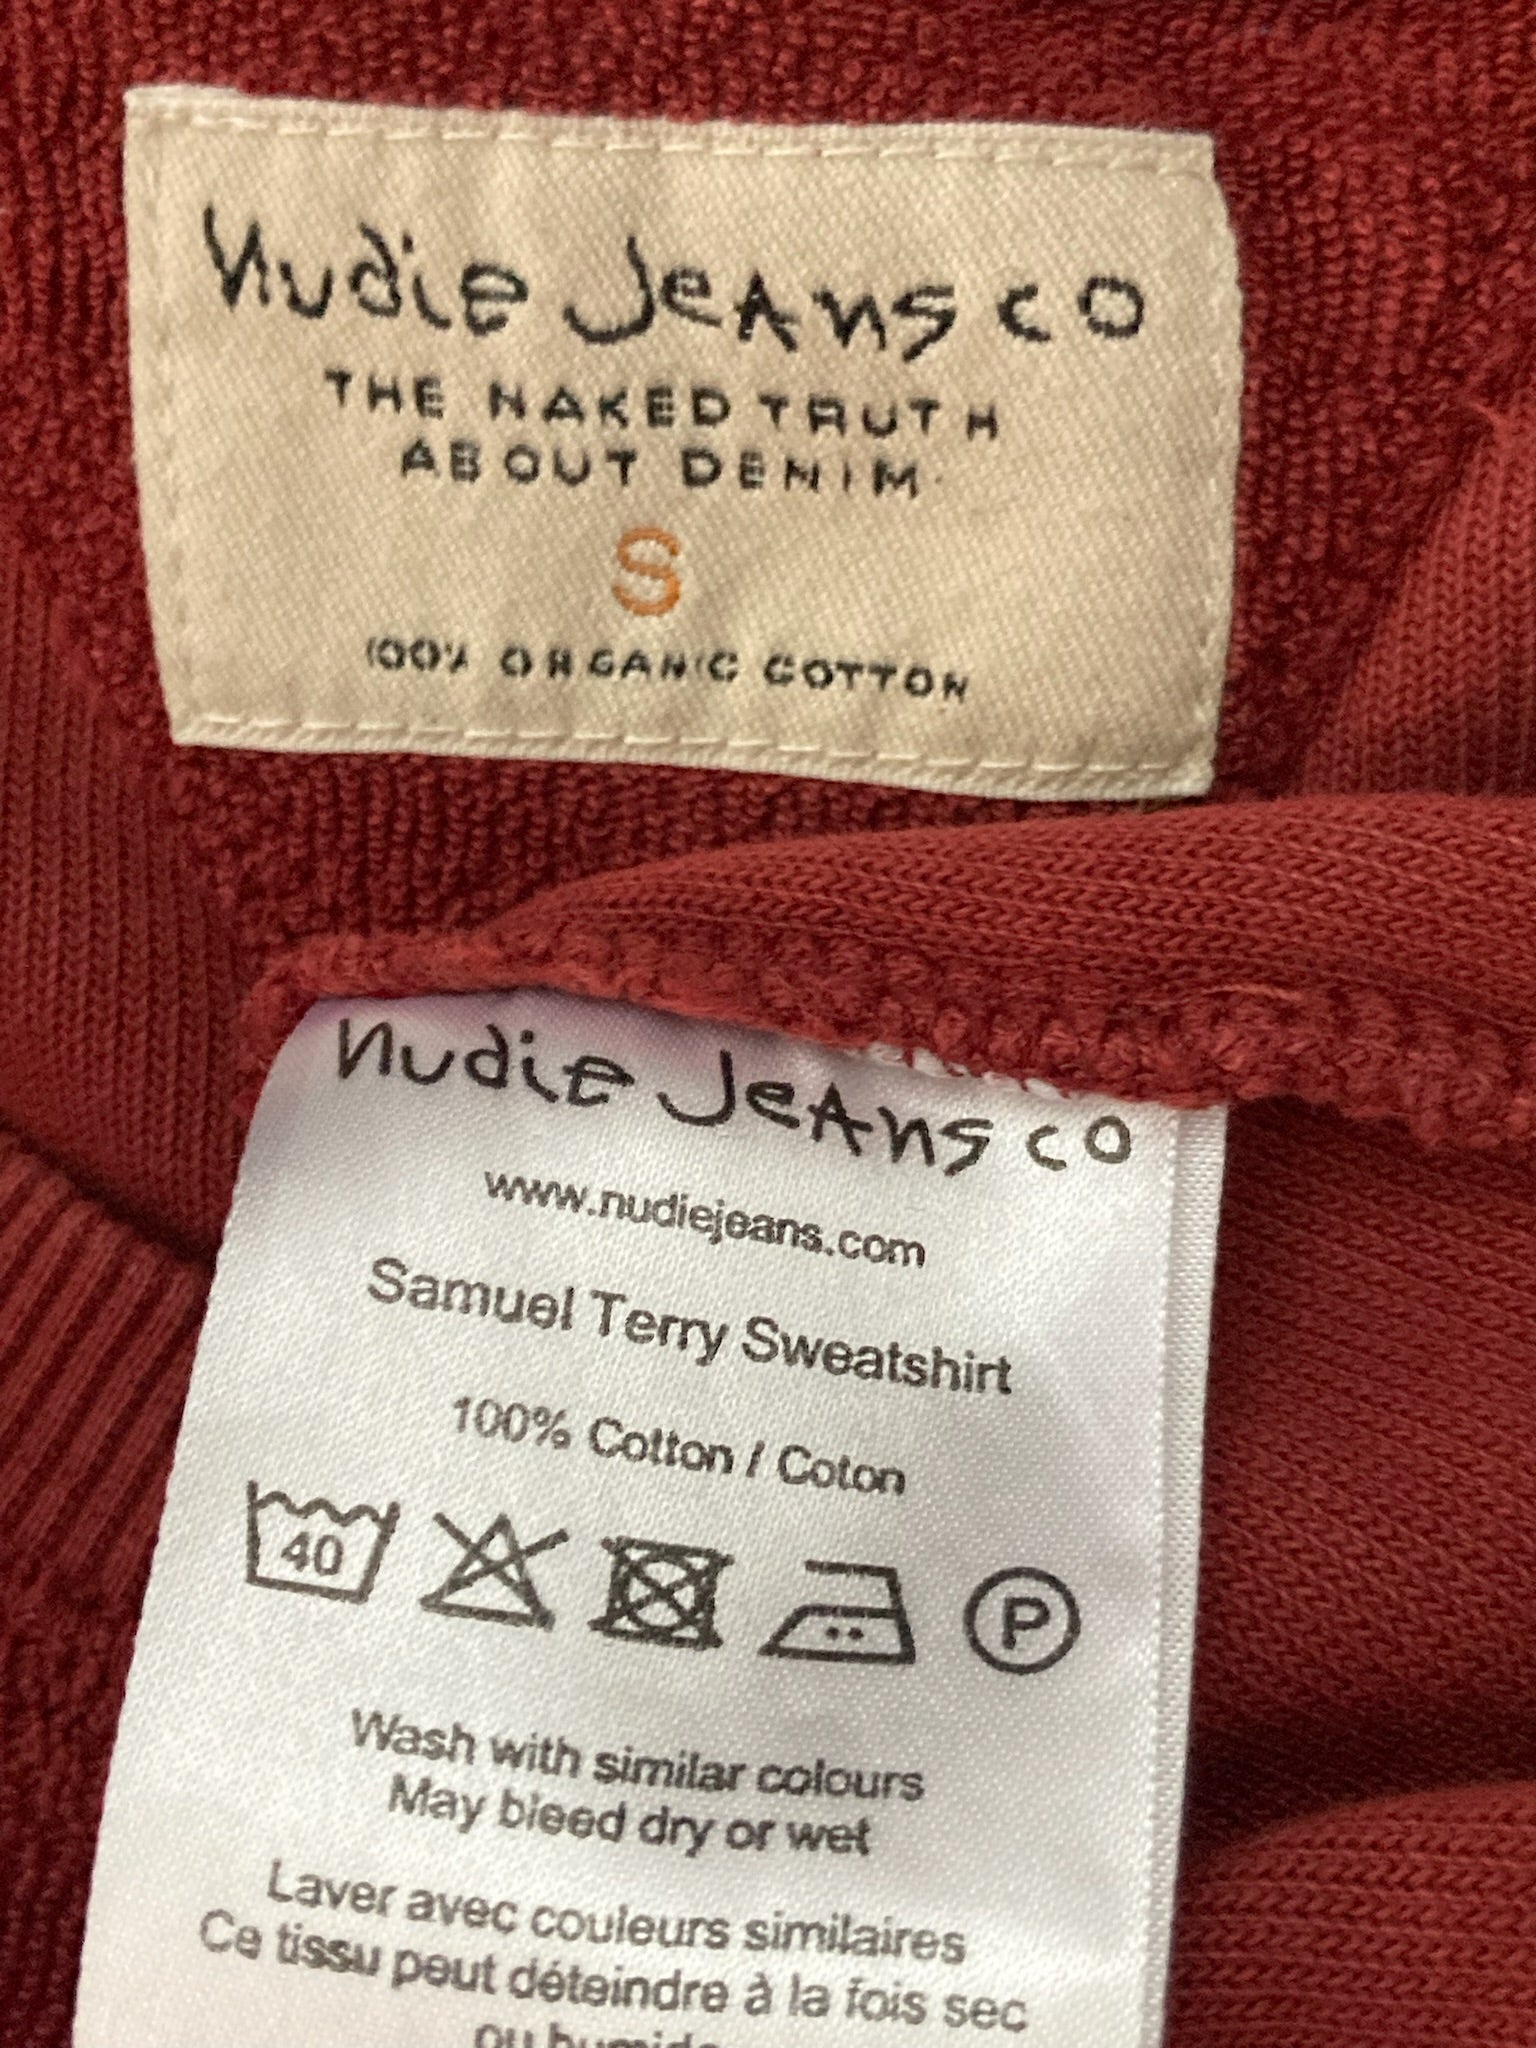 Nudie Jeans co
THE NAKED TRUTH
ABOUT DENIM
S
100% ORGANIC COTTON
Nudie Jeans co
www.nudiejeans.com
Samuel Terry Sweatshirt
100% Cotton / Coton
40
P
Wash with similar colours
May bleed dry or wet
Laver avec couleurs similaires
Ce tissu peut déteindre à la fois sec
ou